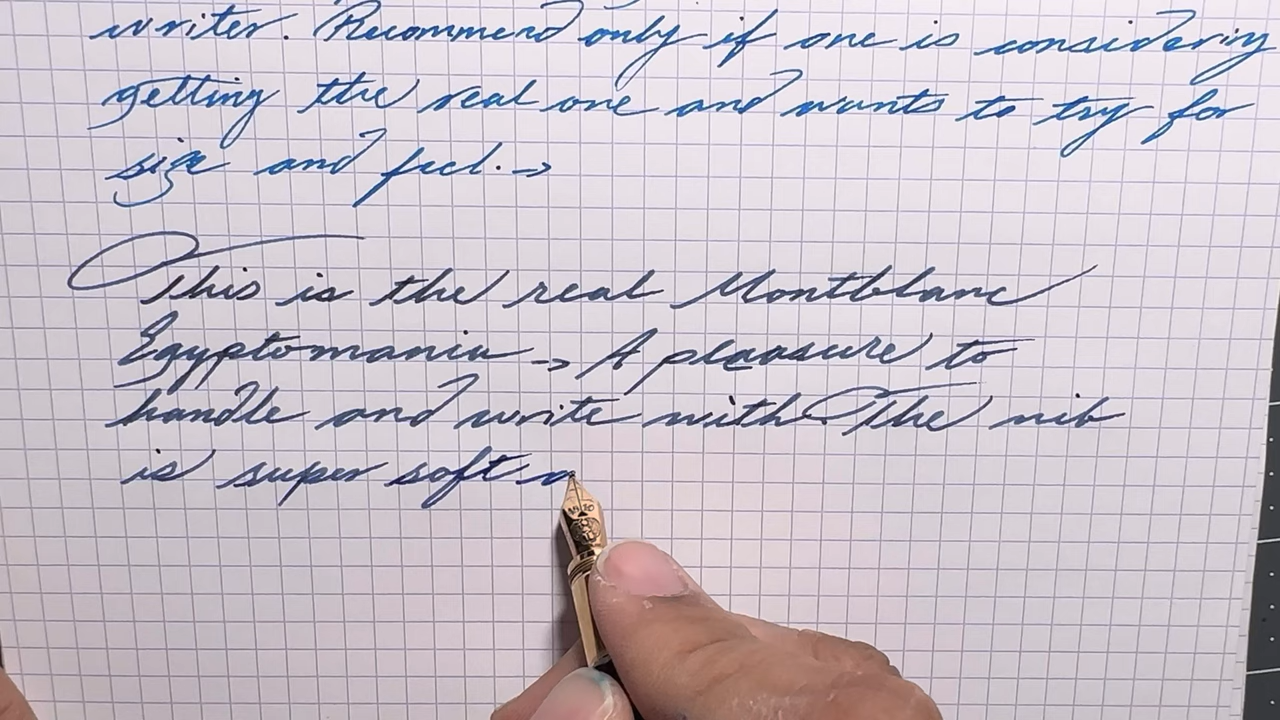 writer. Recommend only if one is considering
getting the real one and wants to try for
size and feel. →
This is the real Montblanc
Egyptomania → A pleasure to
handle and write with. The nib
is super soft a